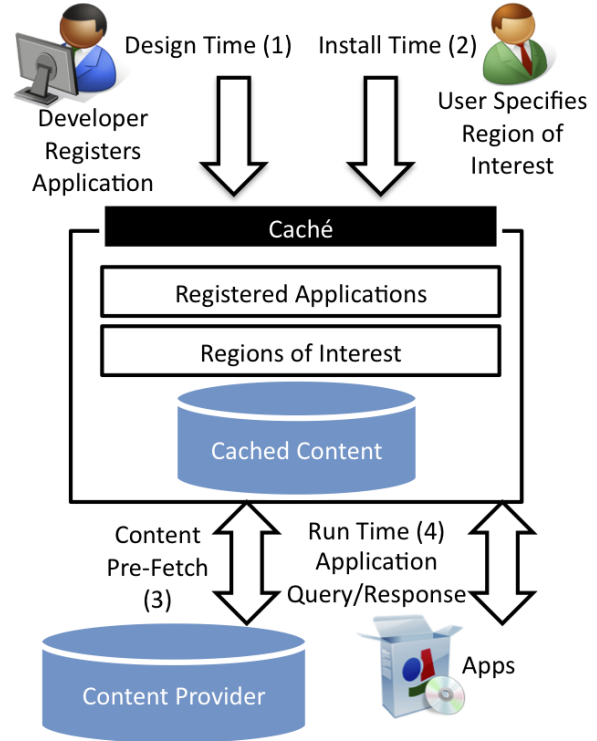 Design Time (1)
Install Time (2)
Developer
Registers
Application
User Specifies
Region of
Interest
Caché
Registered Applications
Regions of Interest
Cached Content
Content
Pre-Fetch
(3)
Run Time (4)
Application
Query/Response
Content Provider
Apps